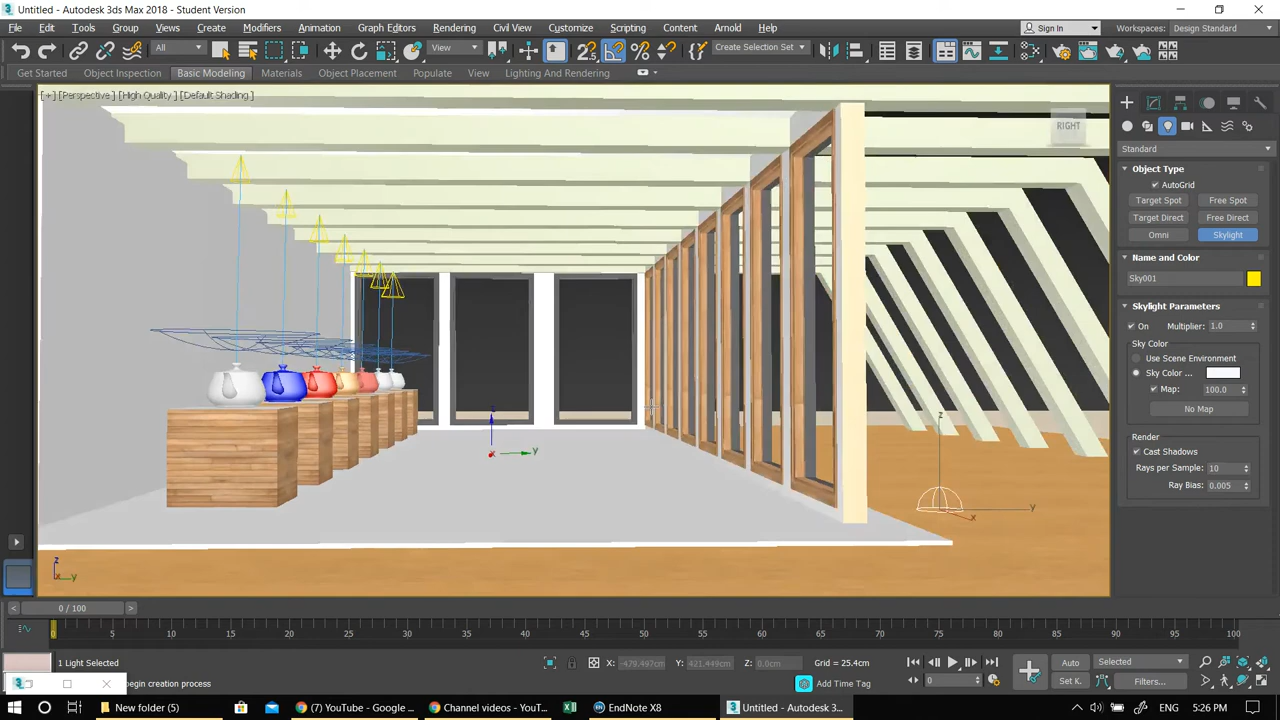 Untitled - Autodesk 3ds Max 2018 - Student Version
File Edit Tools Group Views Create Modifiers Animation Graph Editors Rendering Civil View Customize Scripting Content Arnold Help
Sign In Workspaces: Design Standard
All View Create Selection Set
Get Started Object Inspection Basic Modeling Materials Object Placement Populate View Lighting And Rendering
[ + ] [Perspective ] [High Quality ] [Default Shading ]
RIGHT
Standard
Object Type
AutoGrid
Target Spot Free Spot
Target Direct Free Direct
Omni Skylight
Name and Color
Sky001
Skylight Parameters
On Multiplier: 1.0
Sky Color
Use Scene Environment
Sky Color ...
Map: 100.0
No Map
Render
Cast Shadows
Rays per Sample: 10
Ray Bias: 0.005
z
y
x
z
y
x
z
y
0 / 100
0 5 10 15 20 25 30 35 40 45 50 55 60 65 70 75 80 85 90 95 100
1 Light Selected
X: -479.497cm Y: 421.449cm Z: 0.0cm Grid = 25.4cm
Auto Selected
begin creation process
Add Time Tag
0
Set K. Filters...
New folder (5) (7) YouTube - Google ... Channel videos - YouT... EndNote X8 Untitled - Autodesk 3... ENG 5:26 PM